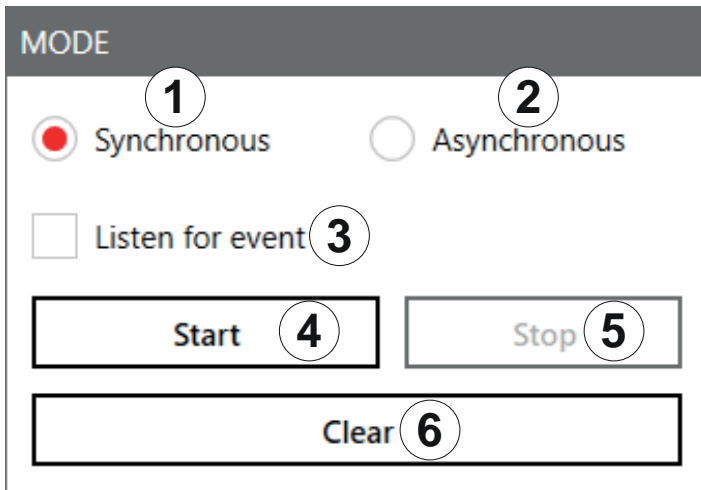 MODE
1 2
Synchronous Asynchronous
Listen for event 3
Start 4 Stop 5
Clear 6